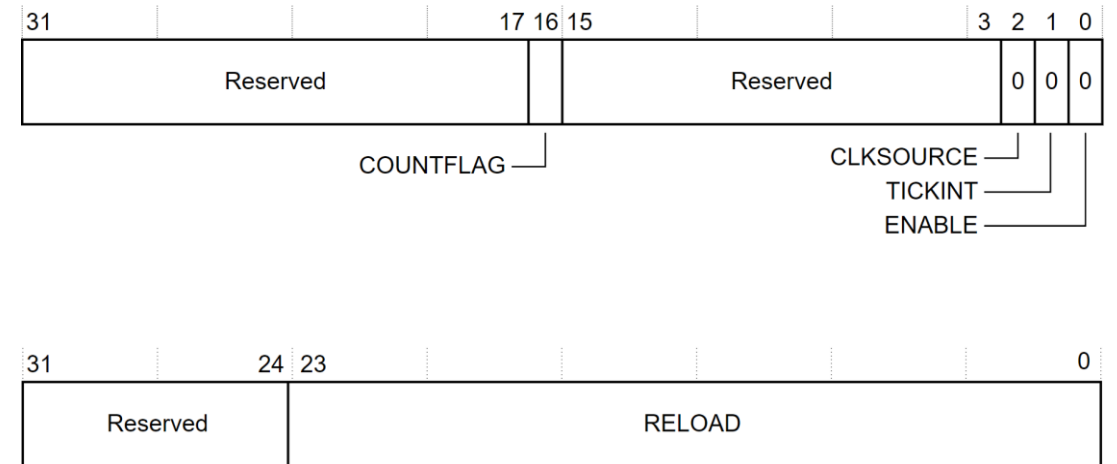 31 17 16 15 3 2 1 0
Reserved Reserved 0 0 0
COUNTFLAG CLKSOURCE
TICKINT
ENABLE
31 24 23 0
Reserved RELOAD